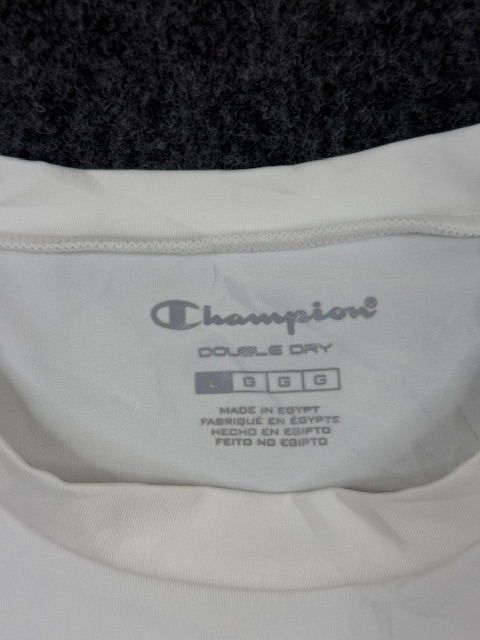 Champion®
DOUBLE DRY
L G G G
MADE IN EGYPT
FABRIQUÉ EN ÉGYPTE
HECHO EN EGIPTO
FEITO NO EGIPTO